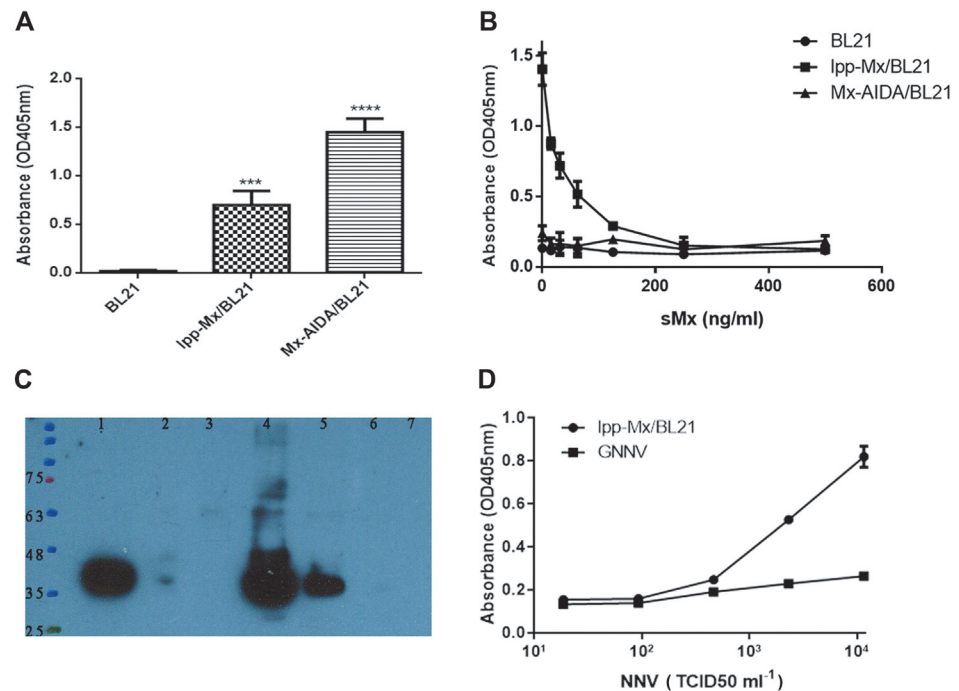 A
Absorbance (OD405nm)
2.0
1.5
1.0
0.5
0.0
***
****
BL21
lpp-Mx/BL21
Mx-AIDA/BL21
B
Absorbance (OD405nm)
1.5
1.0
0.5
0.0
0
200
400
600
sMx (ng/ml)
BL21
lpp-Mx/BL21
Mx-AIDA/BL21
C
1 2 3 4 5 6 7
75
63
48
35
25
D
Absorbance (OD405nm)
1.0
0.8
0.6
0.4
0.2
0.0
10¹
10²
10³
10⁴
NNV ( TCID50 ml⁻¹)
lpp-Mx/BL21
GNNV